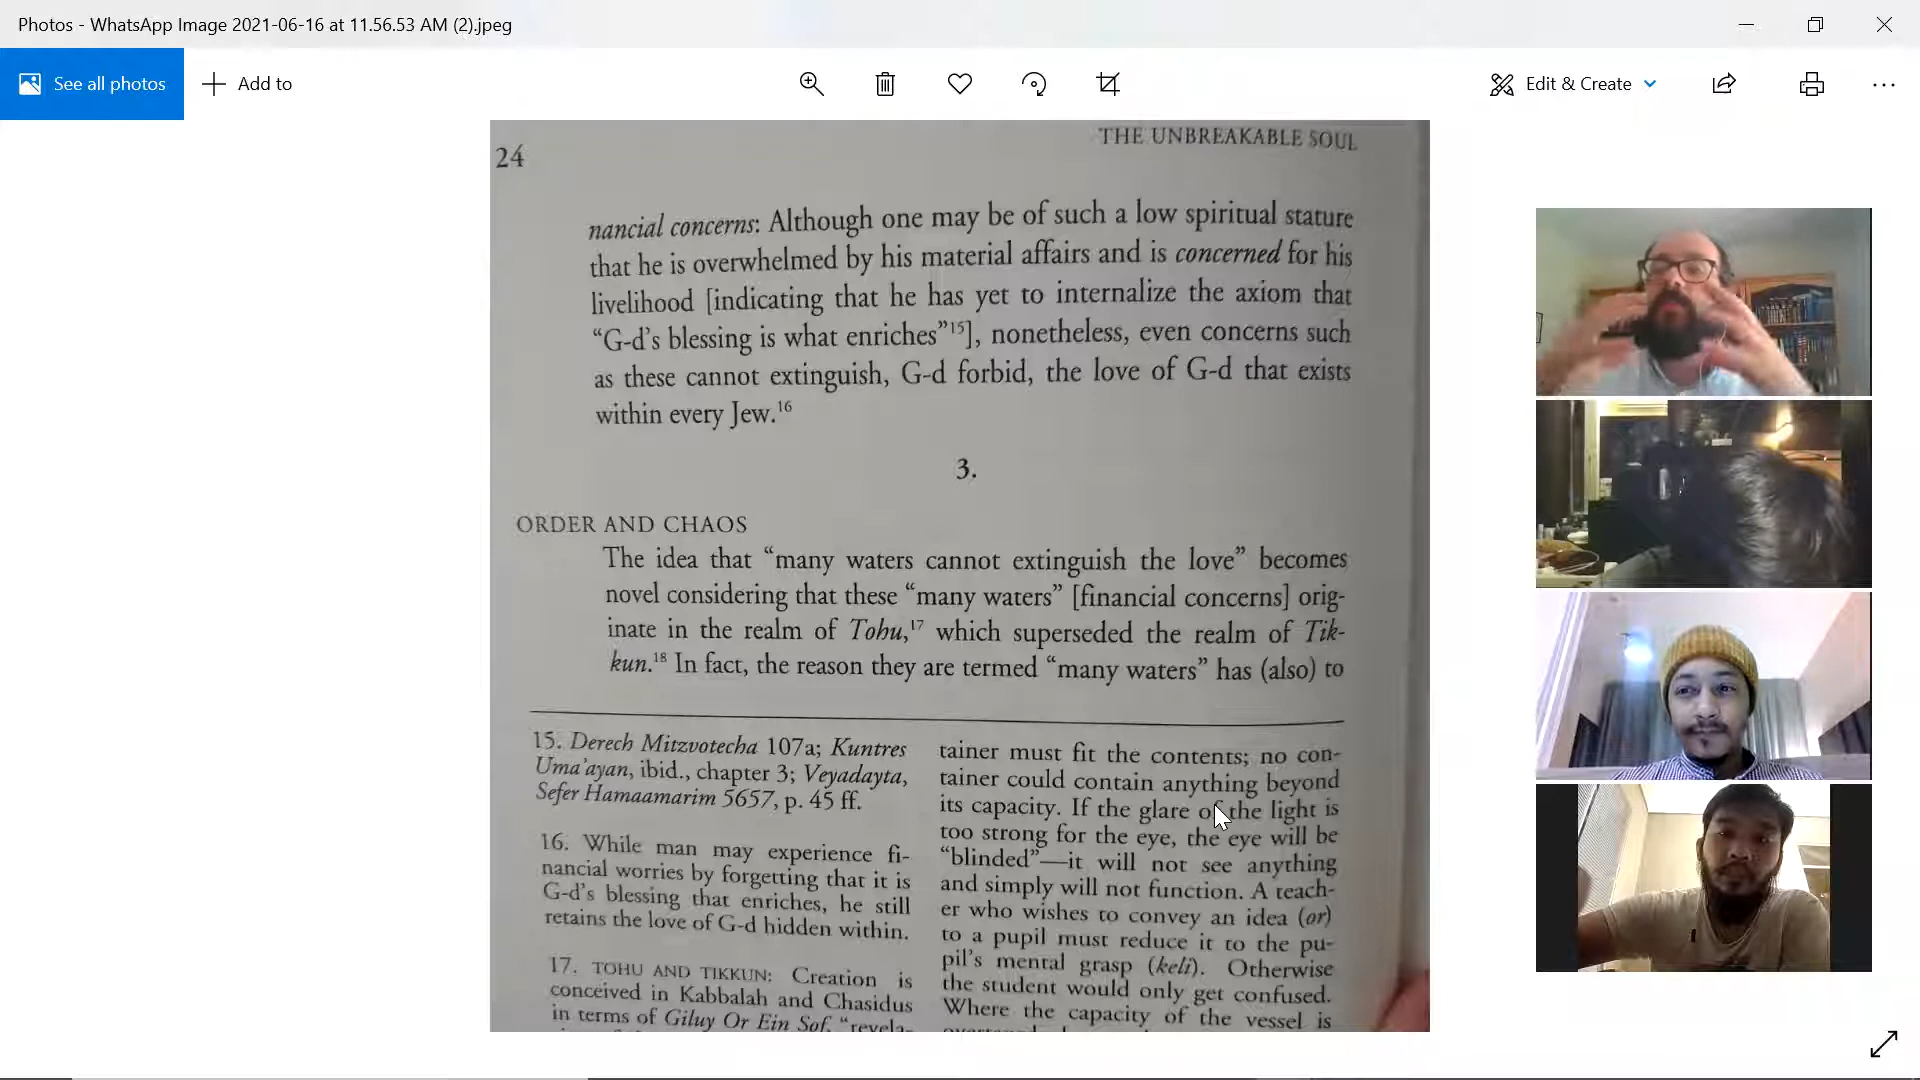 Photos - WhatsApp Image 2021-06-16 at 11.56.53 AM (2).jpeg
See all photos
Add to
Edit & Create
24
THE UNBREAKABLE SOUL
nancial concerns: Although one may be of such a low spiritual stature
that he is overwhelmed by his material affairs and is concerned for his
livelihood [indicating that he has yet to internalize the axiom that
“G-d’s blessing is what enriches”15], nonetheless, even concerns such
as these cannot extinguish, G-d forbid, the love of G-d that exists
within every Jew.16
3.
ORDER AND CHAOS
The idea that “many waters cannot extinguish the love” becomes
novel considering that these “many waters” [financial concerns] orig-
inate in the realm of Tohu,17 which superseded the realm of Tik-
kun.18 In fact, the reason they are termed “many waters” has (also) to
15. Derech Mitzvotecha 107a; Kuntres
Uma’ayan, ibid., chapter 3; Veyadayta,
Sefer Hamaamarim 5657, p. 45 ff.
16. While man may experience fi-
nancial worries by forgetting that it is
G-d’s blessing that enriches, he still
retains the love of G-d hidden within.
17. TOHU AND TIKKUN: Creation is
conceived in Kabbalah and Chasidus
in terms of Giluy Or Ein Sof, “revela-
tainer must fit the contents; no con-
tainer could contain anything beyond
its capacity. If the glare of the light is
too strong for the eye, the eye will be
“blinded”—it will not see anything
and simply will not function. A teach-
er who wishes to convey an idea (or)
to a pupil must reduce it to the pu-
pil’s mental grasp (keli). Otherwise
the student would only get confused.
Where the capacity of the vessel is